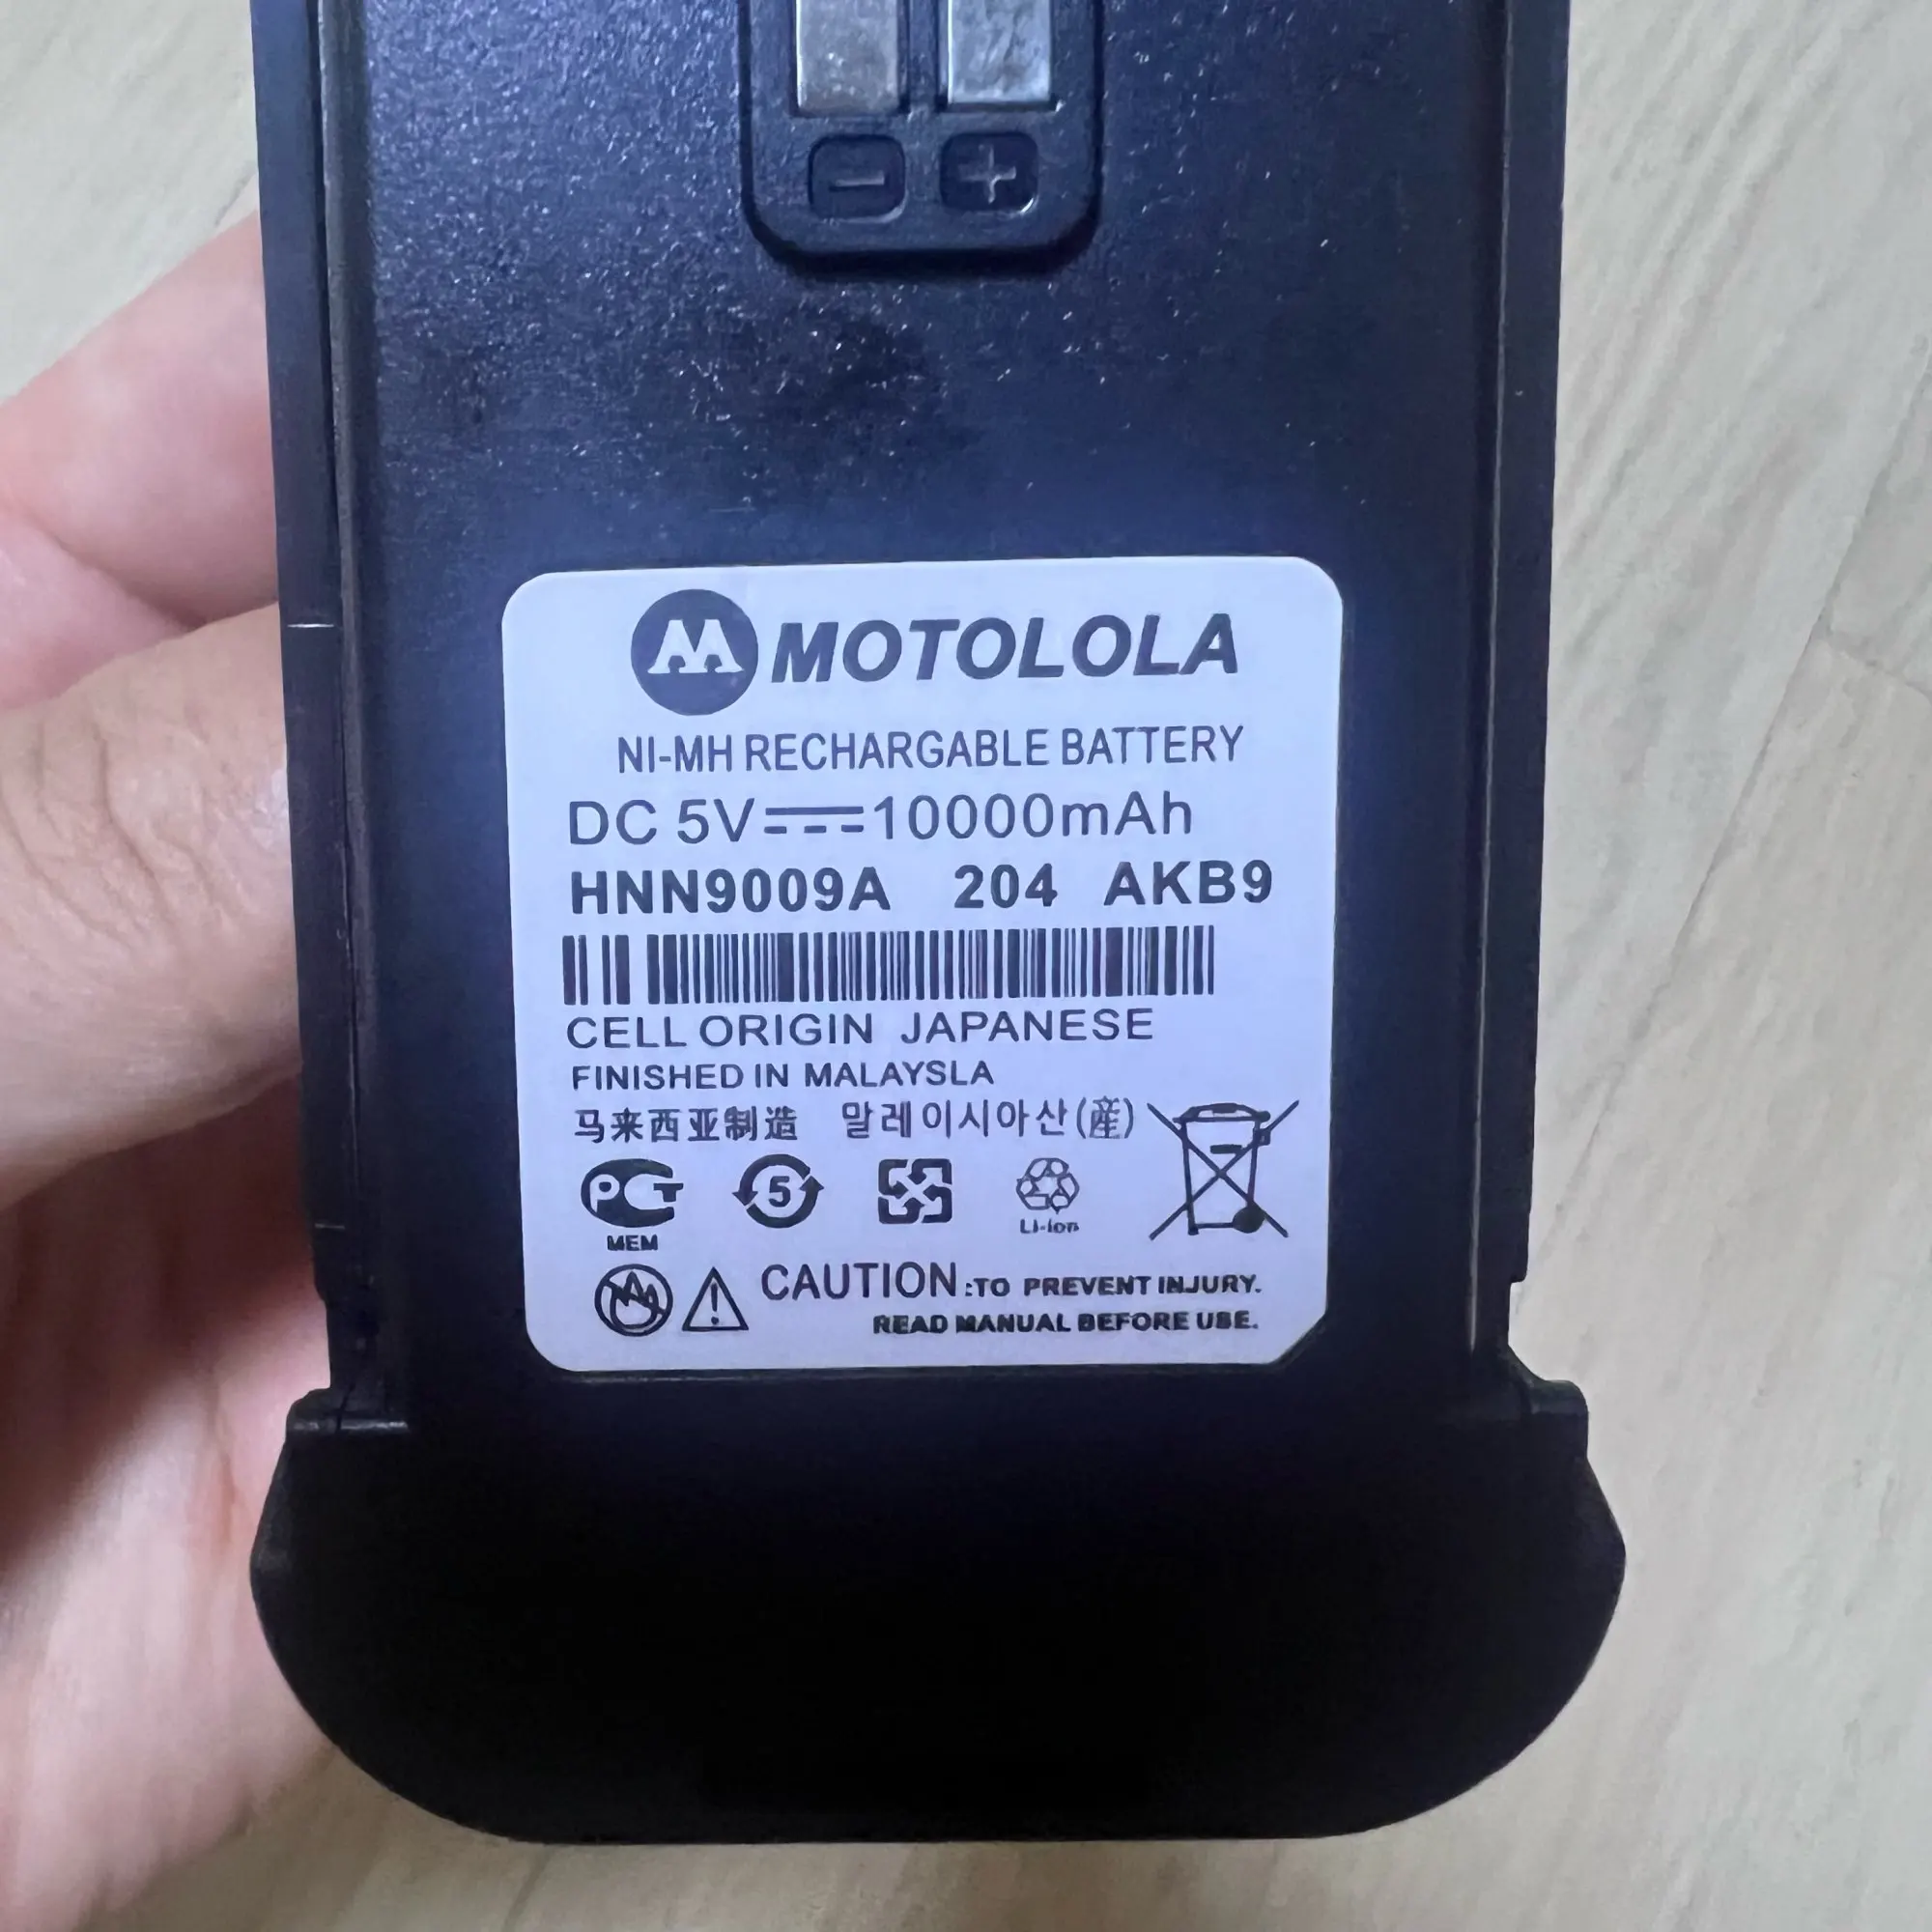 − +
MOTOLOLA
NI-MH RECHARGABLE BATTERY
DC 5V⎓10000mAh
HNN9009A 204 AKB9
CELL ORIGIN JAPANESE
FINISHED IN MALAYSLA
马来西亚制造 말레이시아산(産)
PCT 5 Li-ion
MEM
CAUTION :TO PREVENT INJURY.
READ MANUAL BEFORE USE.